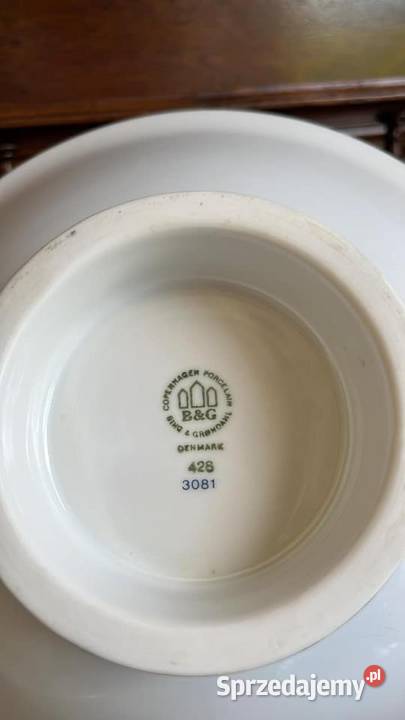 COPENHAGEN PORCELAIN
BING & GRØNDAHL
B&G
DENMARK
426
3081
Sprzedajemy.pl